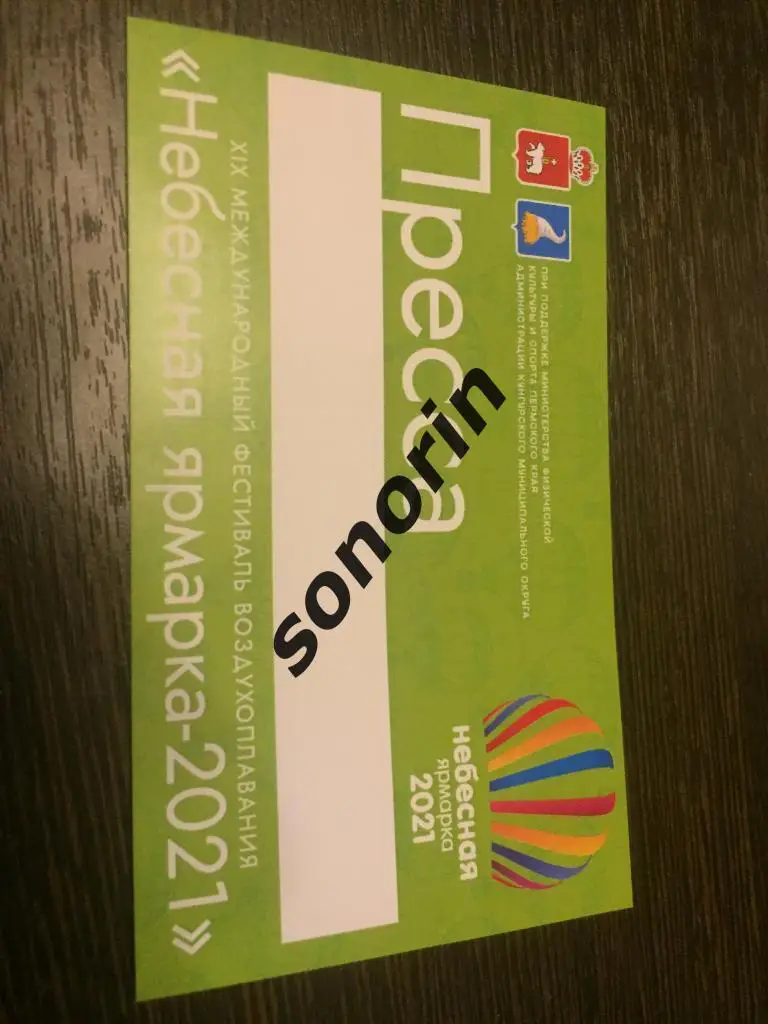 ПРИ ПОДДЕРЖКЕ МИНИСТЕРСТВА ФИЗИЧЕСКОЙ
КУЛЬТУРЫ И СПОРТА ПЕРМСКОГО КРАЯ
АДМИНИСТРАЦИИ КУНГУРСКОГО МУНИЦИПАЛЬНОГО ОКРУГА
небесная
ярмарка
2021
Пресса
XIX МЕЖДУНАРОДНЫЙ ФЕСТИВАЛЬ ВОЗДУХОПЛАВАНИЯ
«Небесная ярмарка-2021»
sonorin